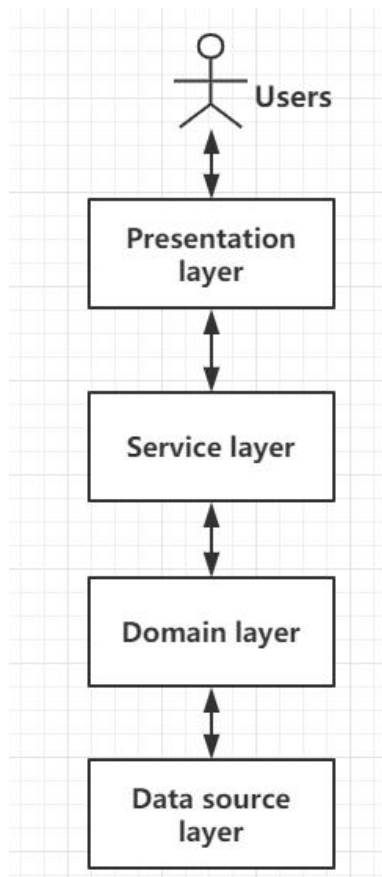 Users
Presentation
layer
Service layer
Domain layer
Data source
layer